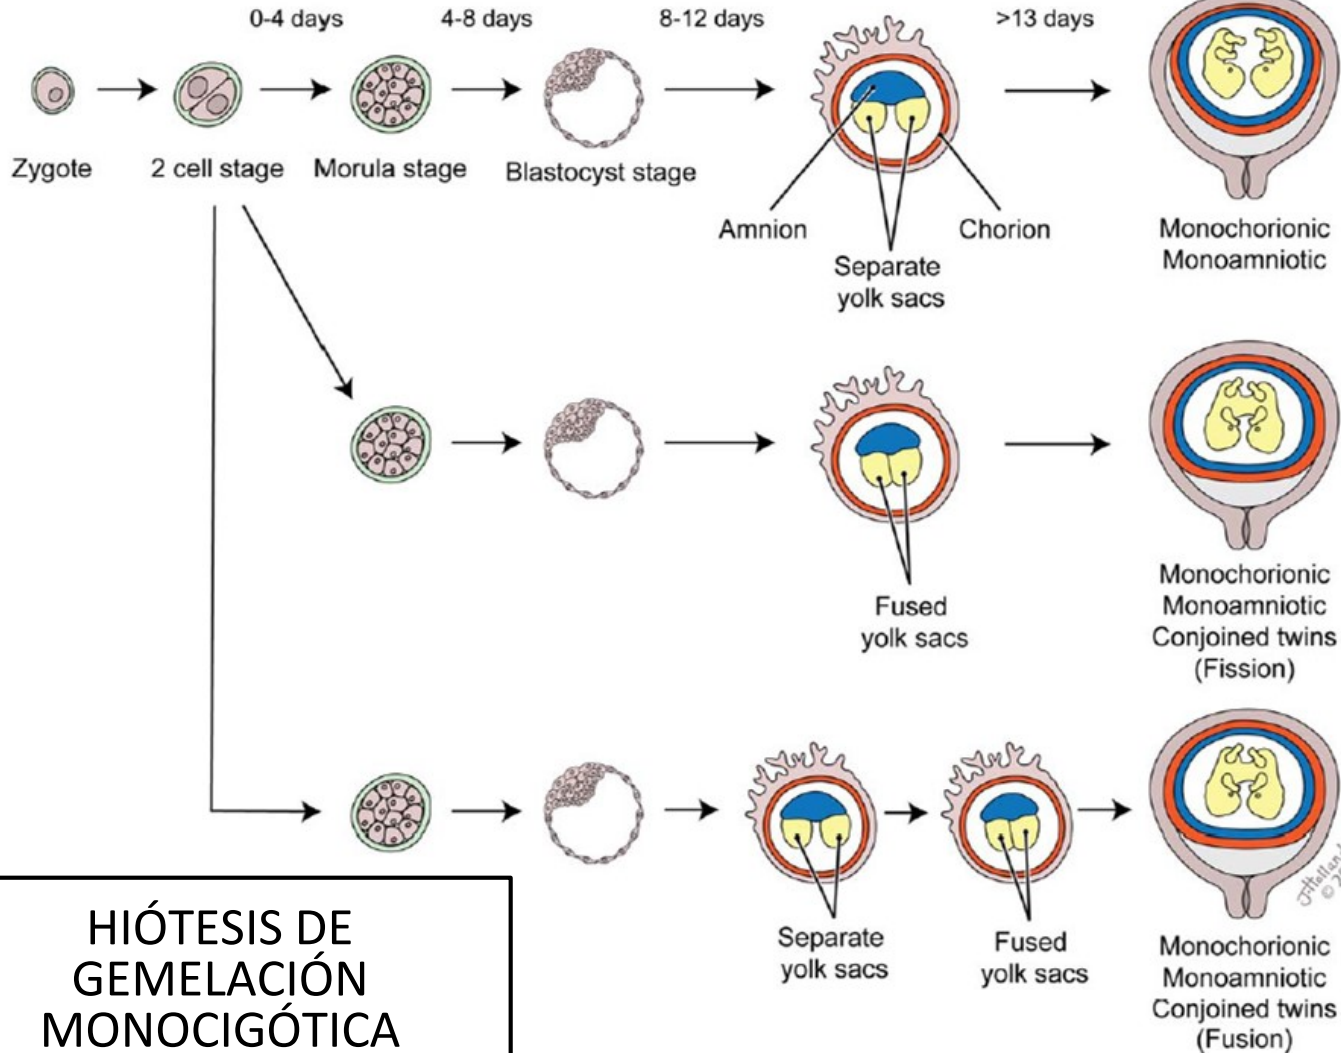 0-4 days
4-8 days
8-12 days
>13 days
Zygote
2 cell stage
Morula stage
Blastocyst stage
Amnion
Chorion
Separate
yolk sacs
Monochorionic
Monoamniotic
Fused
yolk sacs
Monochorionic
Monoamniotic
Conjoined twins
(Fission)
Separate
yolk sacs
Fused
yolk sacs
Monochorionic
Monoamniotic
Conjoined twins
(Fusion)
HIÓTESIS DE
GEMELACIÓN
MONOCIGÓTICA